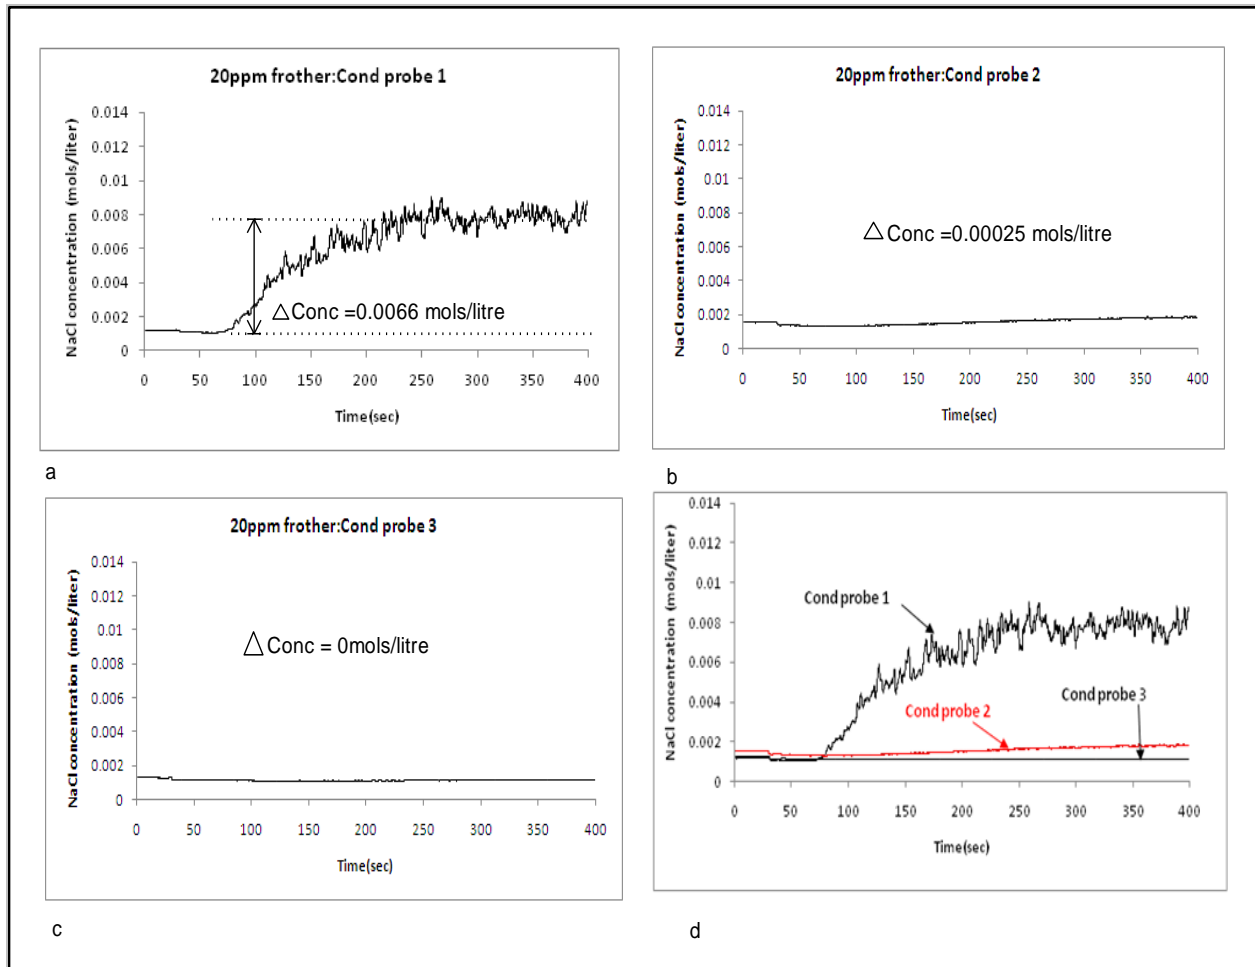 20ppm frother:Cond probe 1
NaCl concentration (mols/liter)
0.014
0.012
0.01
0.008
0.006
0.004
0.002
0
△ Conc =0.0066 mols/litre
0 50 100 150 200 250 300 350 400
Time(sec)
a
20ppm frother:Cond probe 2
NaCl concentration (mols/liter)
0.014
0.012
0.01
0.008
0.006
0.004
0.002
0
△ Conc =0.00025 mols/litre
0 50 100 150 200 250 300 350 400
Time(sec)
b
20ppm frother:Cond probe 3
NaCl concentration (mols/liter)
0.014
0.012
0.01
0.008
0.006
0.004
0.002
0
△ Conc = 0mols/litre
0 50 100 150 200 250 300 350 400
Time(sec)
c
NaCl concentration (mols/liter)
0.014
0.012
0.01
0.008
0.006
0.004
0.002
0
Cond probe 1
Cond probe 3
Cond probe 2
0 50 100 150 200 250 300 350 400
Time(sec)
d